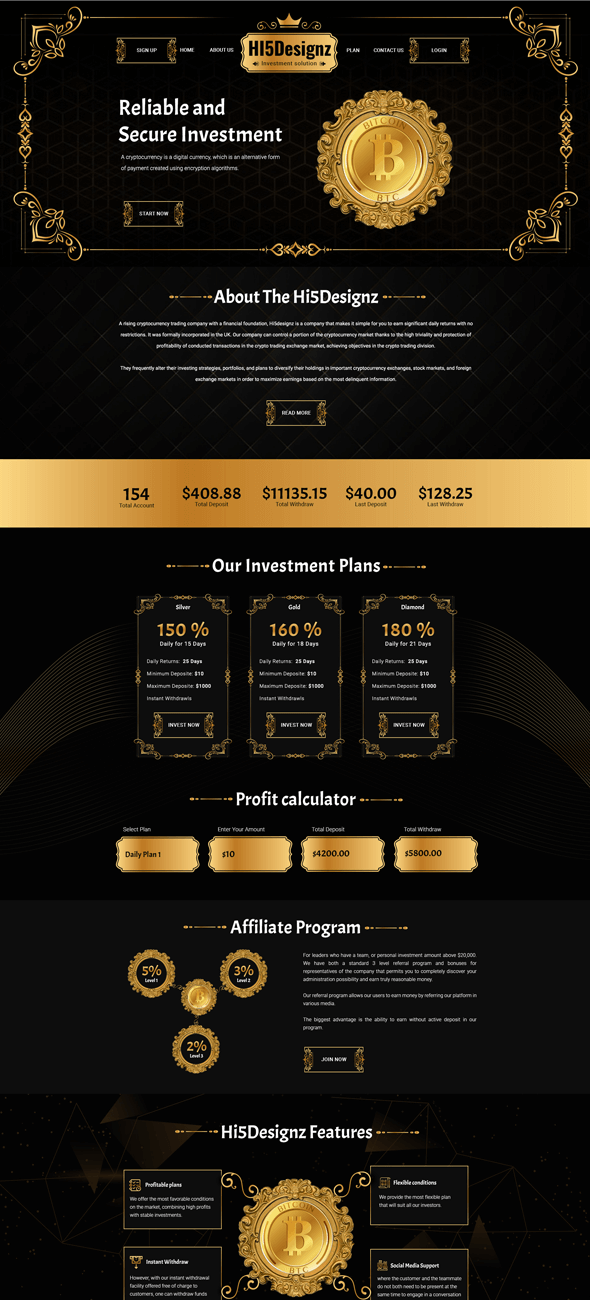 SIGN UP
HOME
ABOUT US
HI5Designz
Investment solution
PLAN
CONTACT US
LOGIN
Reliable and
Secure Investment
A cryptocurrency is a digital currency, which is an alternative form
of payment created using encryption algorithms.
START NOW
BITCOIN
BTC
About The Hi5Designz
A rising cryptocurrency trading company with a financial foundation, Hi5designz is a company that makes it simple for you to earn significant daily returns with no
restrictions. It was formally incorporated in the UK. Our company can control a portion of the cryptocurrency market thanks to the high triviality and protection of
profitability of conducted transactions in the crypto trading exchange market, achieving objectives in the crypto trading division.
They frequently alter their investing strategies, portfolios, and plans to diversify their holdings in important cryptocurrency exchanges, stock markets, and foreign
exchange markets in order to maximize earnings based on the most delinquent information.
READ MORE
154
Total Account
$408.88
Total Deposit
$11135.15
Total Withdraw
$40.00
Last Deposit
$128.25
Last Withdraw
Our Investment Plans
Silver
150 %
Daily for 15 Days
Daily Returns: 25 Days
Minimum Deposite: $10
Maximum Deposite: $1000
Instant Withdrawls
INVEST NOW
Gold
160 %
Daily for 18 Days
Daily Returns: 25 Days
Minimum Deposite: $10
Maximum Deposite: $1000
Instant Withdrawls
INVEST NOW
Diamond
180 %
Daily for 21 Days
Daily Returns: 25 Days
Minimum Deposite: $10
Maximum Deposite: $1000
Instant Withdrawls
INVEST NOW
Profit calculator
Select Plan
Daily Plan 1
Enter Your Amount
$10
Total Deposit
$4200.00
Total Withdraw
$5800.00
Affiliate Program
5%
Level 1
3%
Level 2
2%
Level 3
For leaders who have a team, or personal investment amount above $20,000.
We have both a standard 3 level referral program and bonuses for
representatives of the company that permits you to completely discover your
administration possibility and earn truly reasonable money.
Our referral program allows our users to earn money by referring our platform in
various media.
The biggest advantage is the ability to earn without active deposit in our
program.
JOIN NOW
Hi5Designz Features
Profitable plans
We offer the most favorable conditions
on the market, combining high profits
with stable investments.
Flexible conditions
We provide the most flexible plan
that will suit all our investors.
BITCOIN
BTC
Instant Withdraw
However, with our instant withdrawal
facility offered free of charge to
customers, one can withdraw funds
Social Media Support
where the customer and the teammate
do not both need to be present at the
same time to engage in a conversation